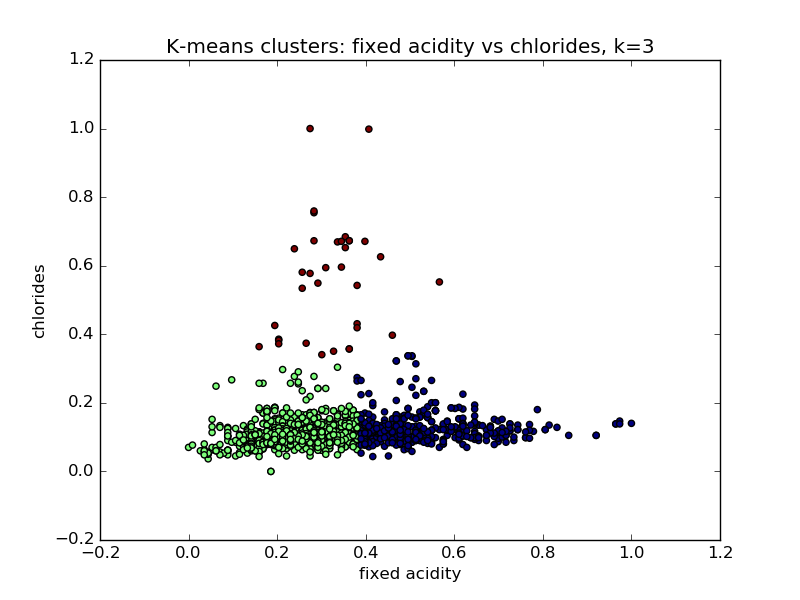 K-means clusters: fixed acidity vs chlorides, k=3
1.2
1.0
0.8
0.6
0.4
0.2
0.0
−0.2
chlorides
−0.2 0.0 0.2 0.4 0.6 0.8 1.0 1.2
fixed acidity